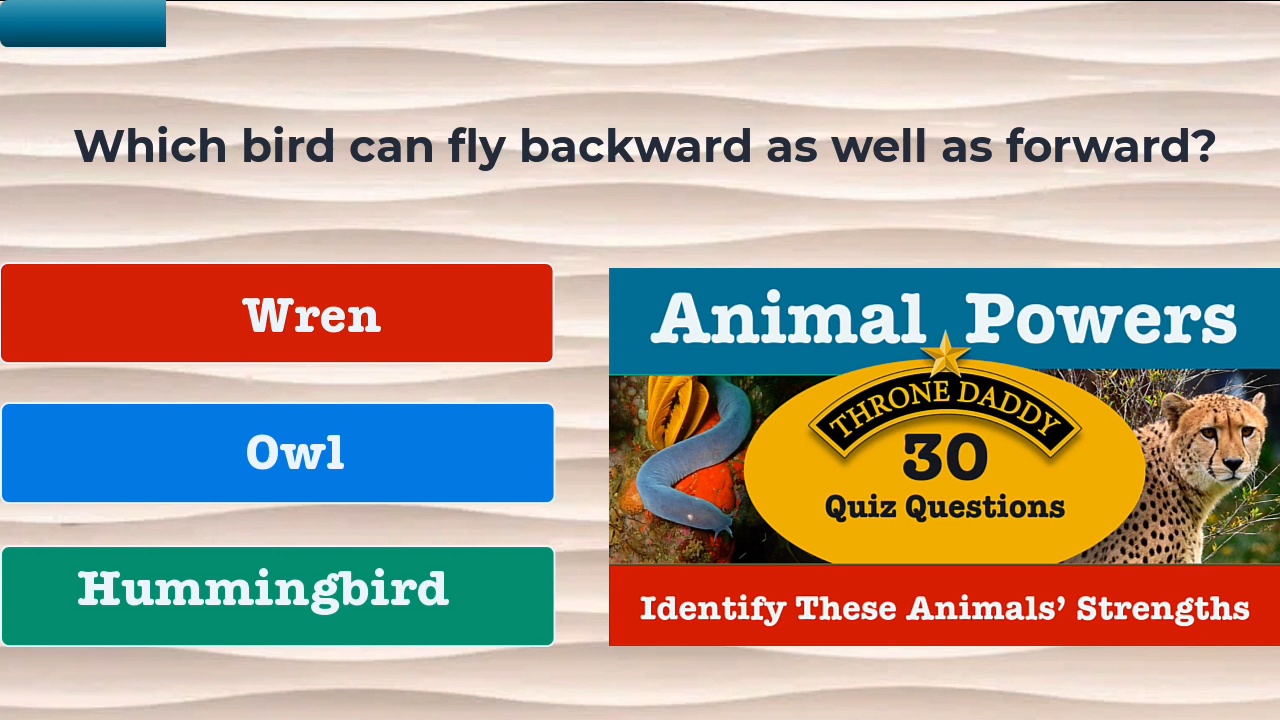 Which bird can fly backward as well as forward?
Wren
Owl
Hummingbird
Animal Powers
THRONE DADDY
30
Quiz Questions
Identify These Animals’ Strengths